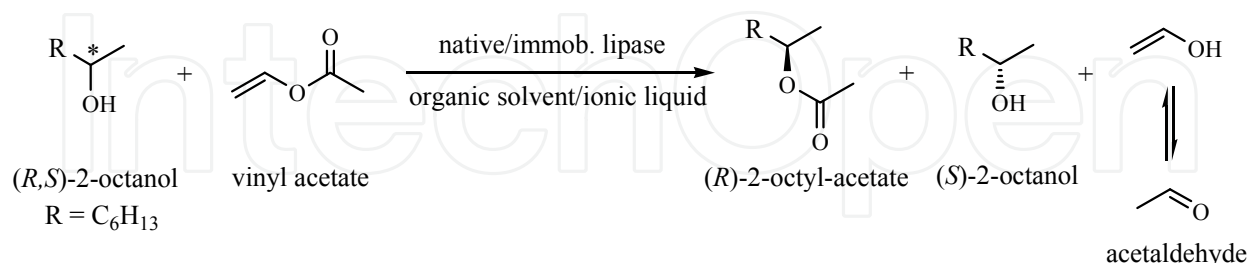 R * OH
+
O O
native/immob. lipase
organic solvent/ionic liquid
R O O
+
R OH
+
OH
(R,S)-2-octanol
R = C₆H₁₃
vinyl acetate
(R)-2-octyl-acetate
(S)-2-octanol
O
acetaldehyde
IntechOpen